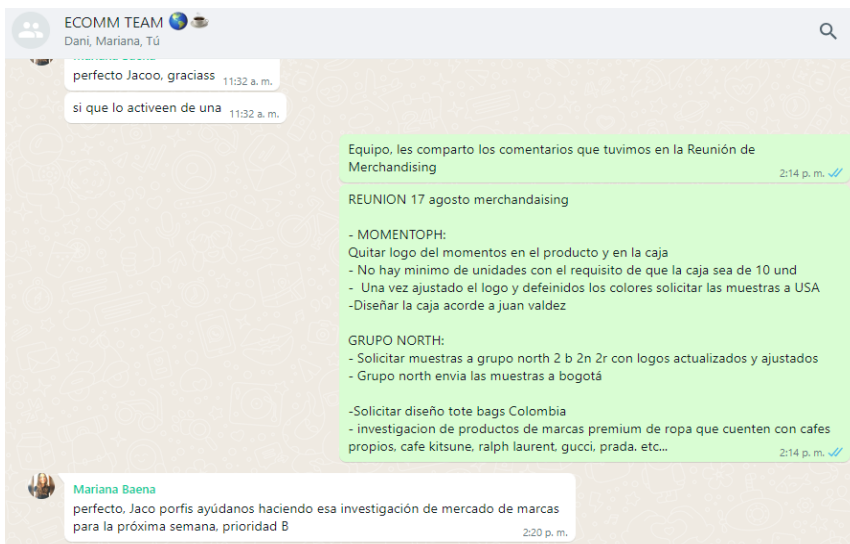 ECOMM TEAM 🌎☕
Dani, Mariana, Tú
perfecto Jacoo, graciass 11:32 a. m.
si que lo activeen de una 11:32 a. m.
Equipo, les comparto los comentarios que tuvimos en la Reunión de
Merchandising
2:14 p. m.
REUNION 17 agosto merchandaising
- MOMENTOPH:
Quitar logo del momentos en el producto y en la caja
- No hay minimo de unidades con el requisito de que la caja sea de 10 und
- Una vez ajustado el logo y defeinidos los colores solicitar las muestras a USA
-Diseñar la caja acorde a juan valdez
GRUPO NORTH:
- Solicitar muestras a grupo north 2 b 2n 2r con logos actualizados y ajustados
- Grupo north envia las muestras a bogotá
-Solicitar diseño tote bags Colombia
- investigacion de productos de marcas premium de ropa que cuenten con cafes
propios, cafe kitsune, ralph laurent, gucci, prada. etc...
2:14 p. m.
Mariana Baena
perfecto, Jaco porfis ayúdanos haciendo esa investigación de mercado de marcas
para la próxima semana, prioridad B
2:20 p. m.